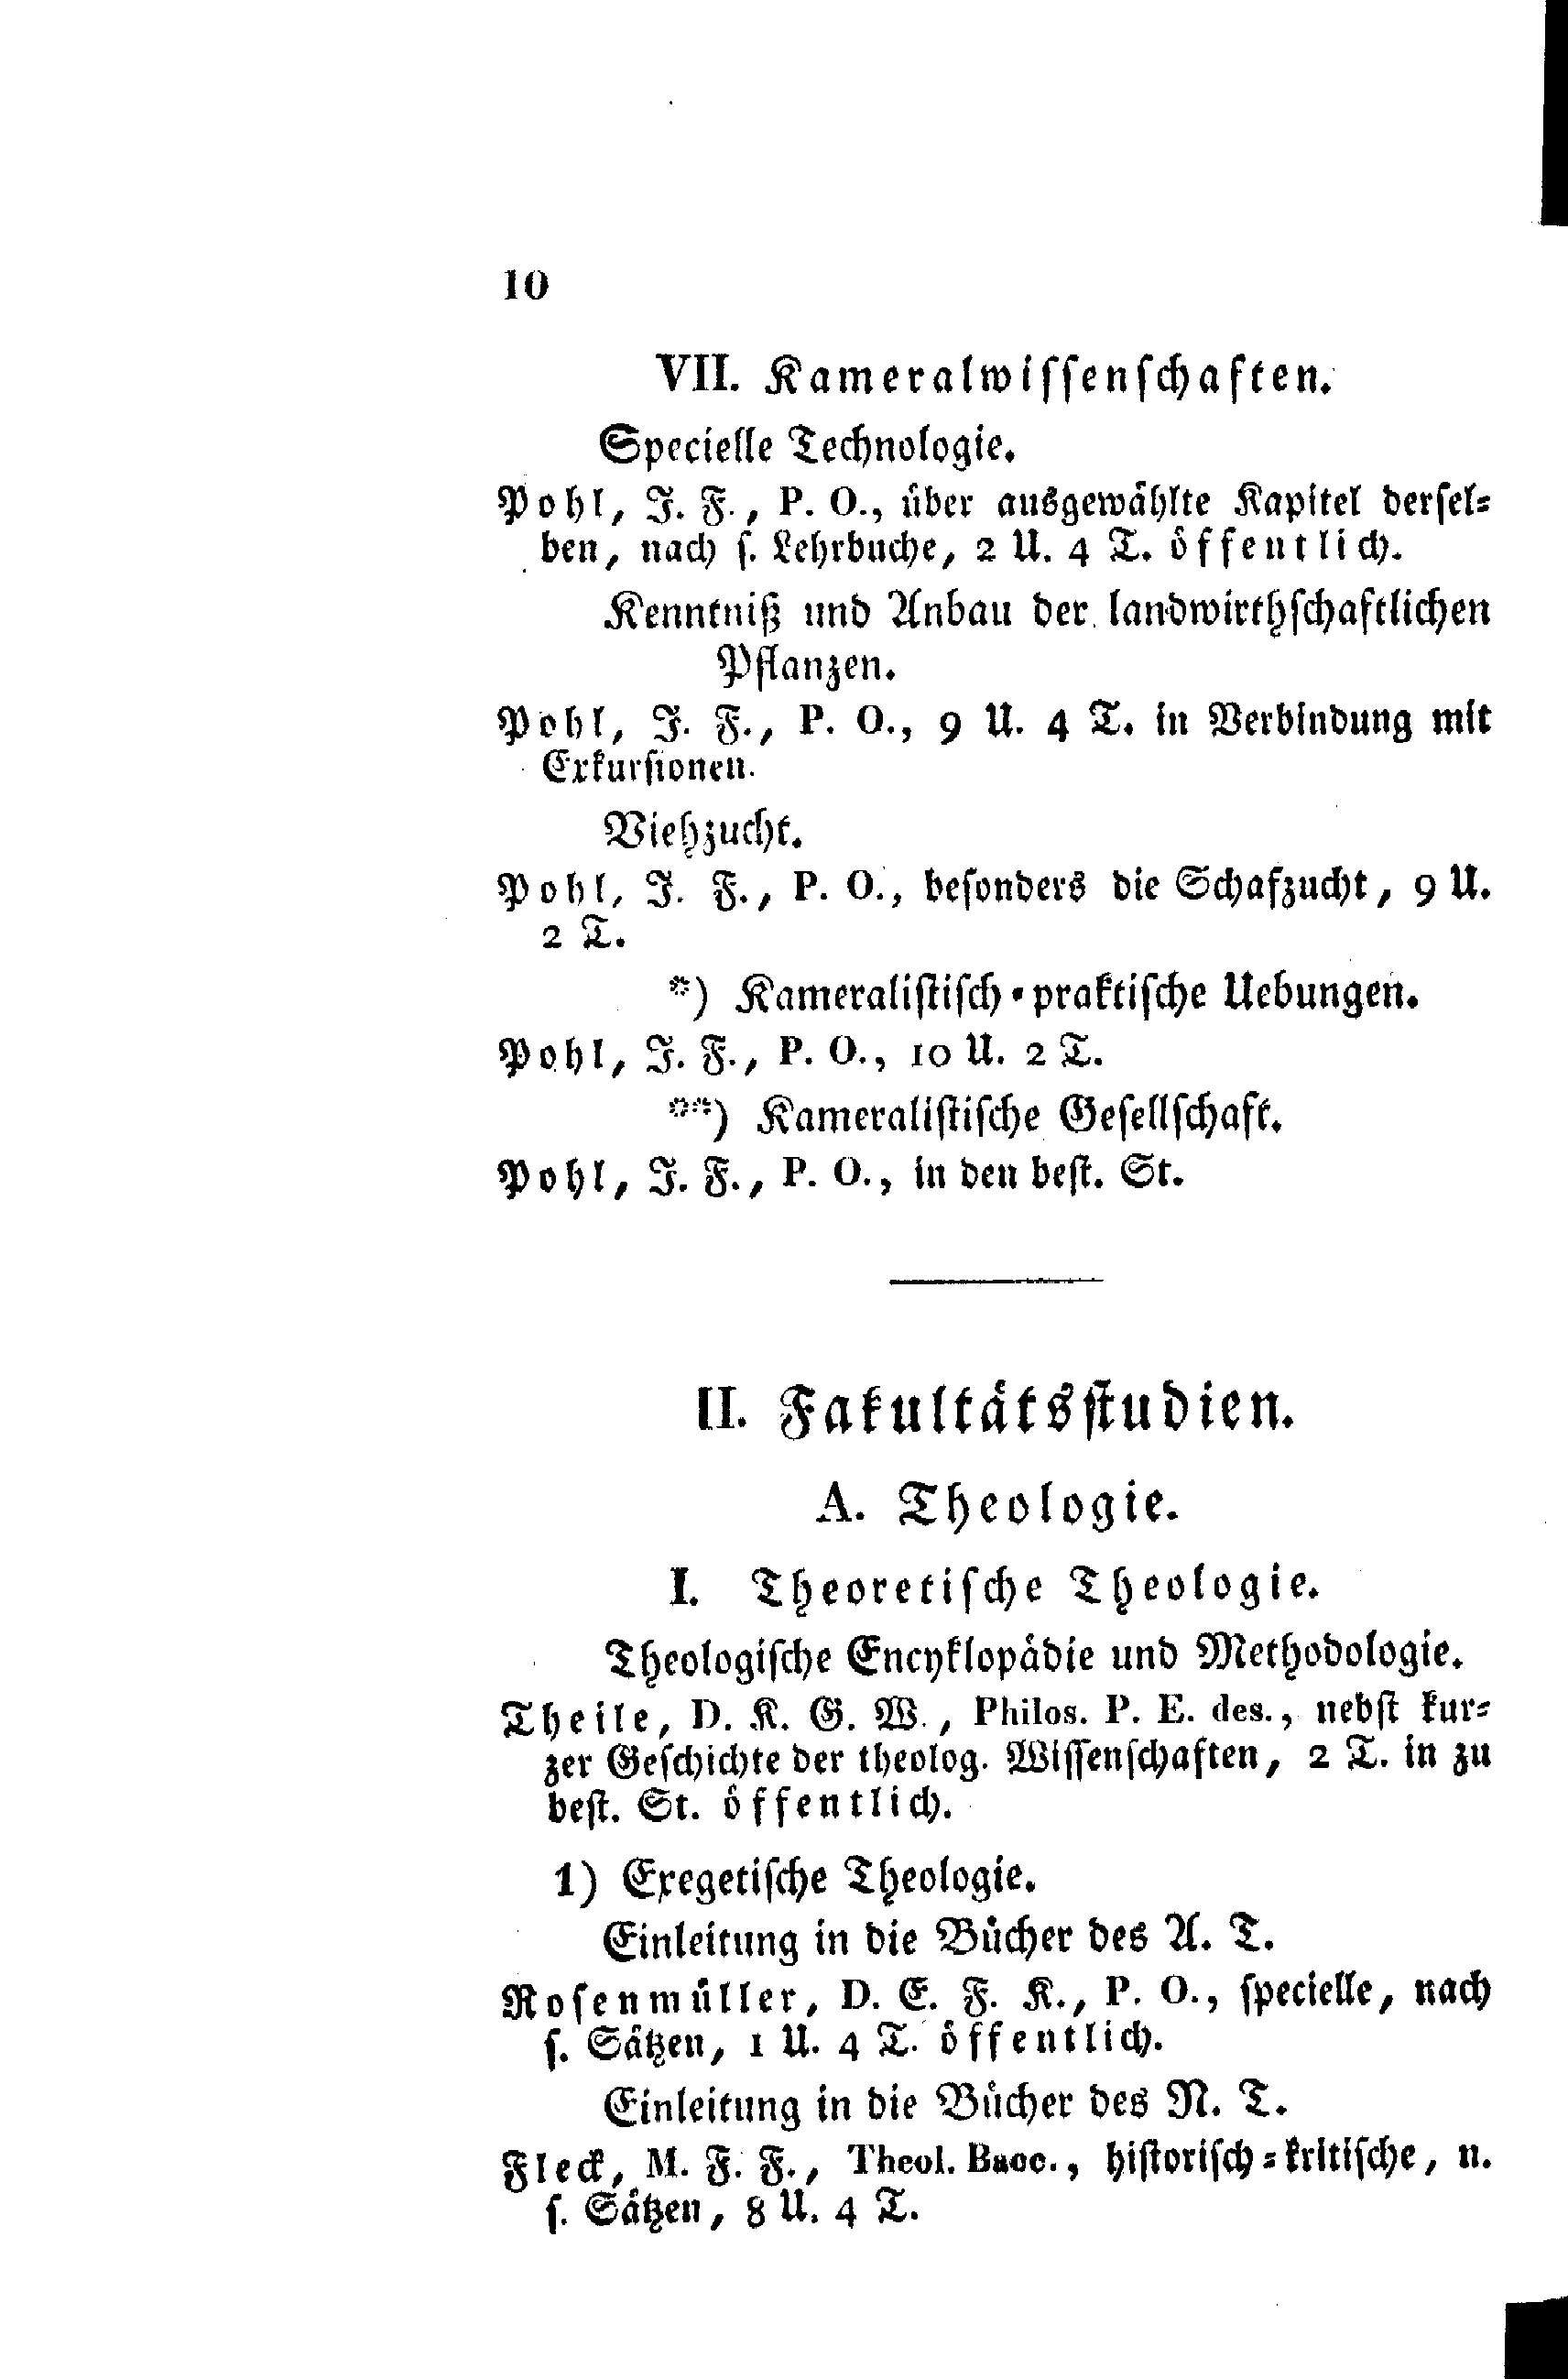 10
VII. Kameralwissenschaften.
Specielle Technologie.
Pohl, J. F., P. O., über ausgewählte Kapitel dersel-
ben, nach s. Lehrbuche, 2 U. 4 T. öffentlich.
Kenntniß und Anbau der landwirthschaftlichen
Pflanzen.
Pohl, J. F., P. O., 9 U. 4 T. in Verbindung mit
Exkursionen.
Viehzucht.
Pohl, J. F., P. O., besonders die Schafzucht, 9 U.
2 T.
*) Kameralistisch-praktische Uebungen.
Pohl, J. F., P. O., 10 U. 2 T.
**) Kameralistische Gesellschaft.
Pohl, J. F., P. O., in den best. St.
II. Fakultätsstudien.
A. Theologie.
I. Theoretische Theologie.
Theologische Encyklopädie und Methodologie.
Theile, D. K. G. W., Philos. P. E. des., nebst kur-
zer Geschichte der theolog. Wissenschaften, 2 T. in zu
best. St. öffentlich.
1) Exegetische Theologie.
Einleitung in die Bücher des A. T.
Rosenmüller, D. E. F. K., P. O., specielle, nach
s. Sätzen, 1 U. 4 T. öffentlich.
Einleitung in die Bücher des N. T.
Fleck, M. F. F., Theol. Bacc., historisch-kritische, n.
s. Sätzen, 8 U. 4 T.